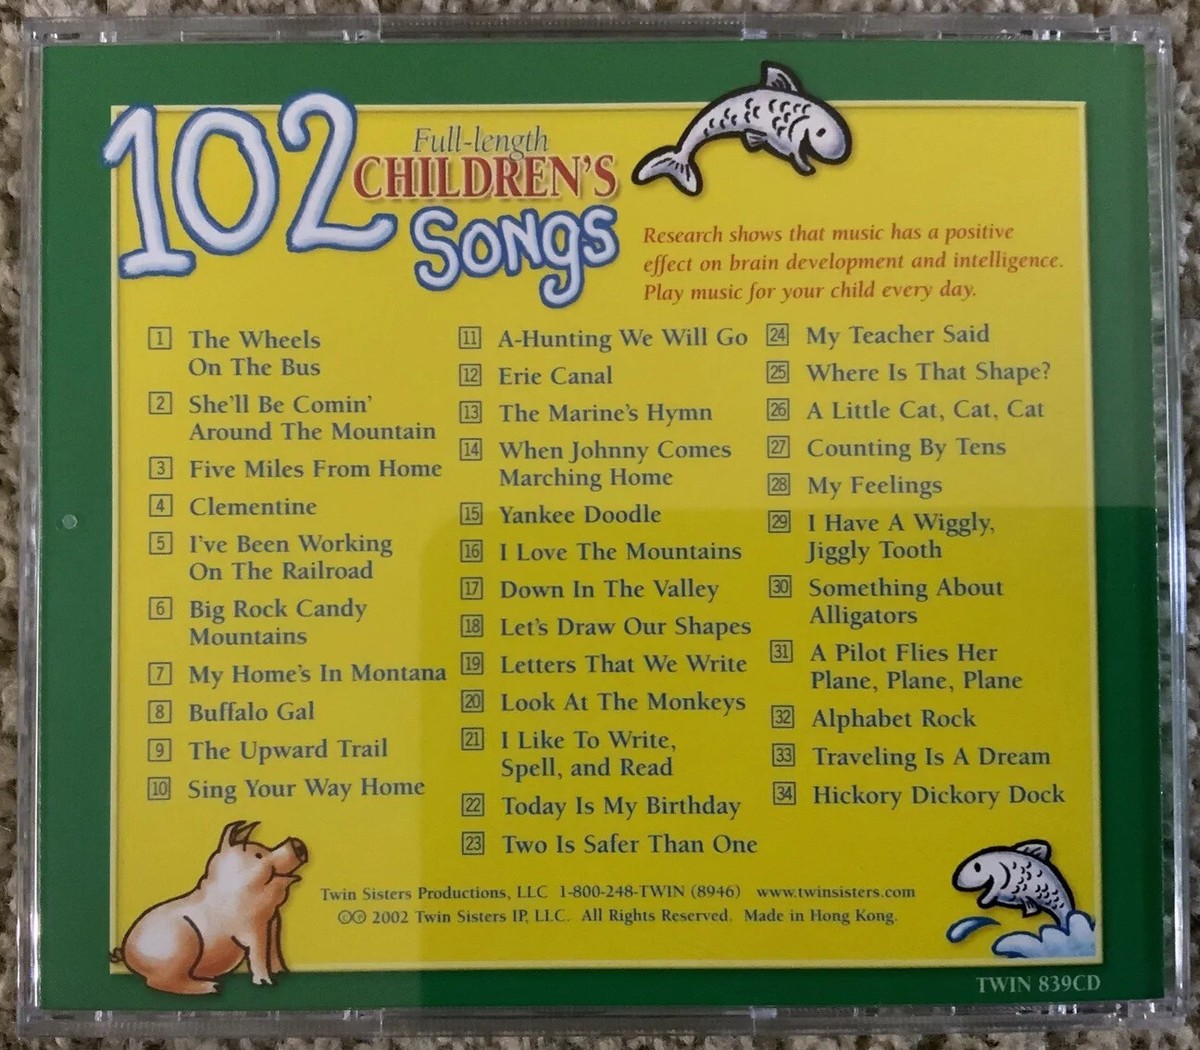 102
Full-length
CHILDREN'S
SONGS
Research shows that music has a positive
effect on brain development and intelligence.
Play music for your child every day.
1 The Wheels
On The Bus
2 She'll Be Comin'
Around The Mountain
3 Five Miles From Home
4 Clementine
5 I've Been Working
On The Railroad
6 Big Rock Candy
Mountains
7 My Home's In Montana
8 Buffalo Gal
9 The Upward Trail
10 Sing Your Way Home
11 A-Hunting We Will Go
12 Erie Canal
13 The Marine's Hymn
14 When Johnny Comes
Marching Home
15 Yankee Doodle
16 I Love The Mountains
17 Down In The Valley
18 Let's Draw Our Shapes
19 Letters That We Write
20 Look At The Monkeys
21 I Like To Write,
Spell, and Read
22 Today Is My Birthday
23 Two Is Safer Than One
24 My Teacher Said
25 Where Is That Shape?
26 A Little Cat, Cat, Cat
27 Counting By Tens
28 My Feelings
29 I Have A Wiggly,
Jiggly Tooth
30 Something About
Alligators
31 A Pilot Flies Her
Plane, Plane, Plane
32 Alphabet Rock
33 Traveling Is A Dream
34 Hickory Dickory Dock
Twin Sisters Productions, LLC 1-800-248-TWIN (8946) www.twinsisters.com
©℗ 2002 Twin Sisters IP, LLC. All Rights Reserved. Made in Hong Kong.
TWIN 839CD